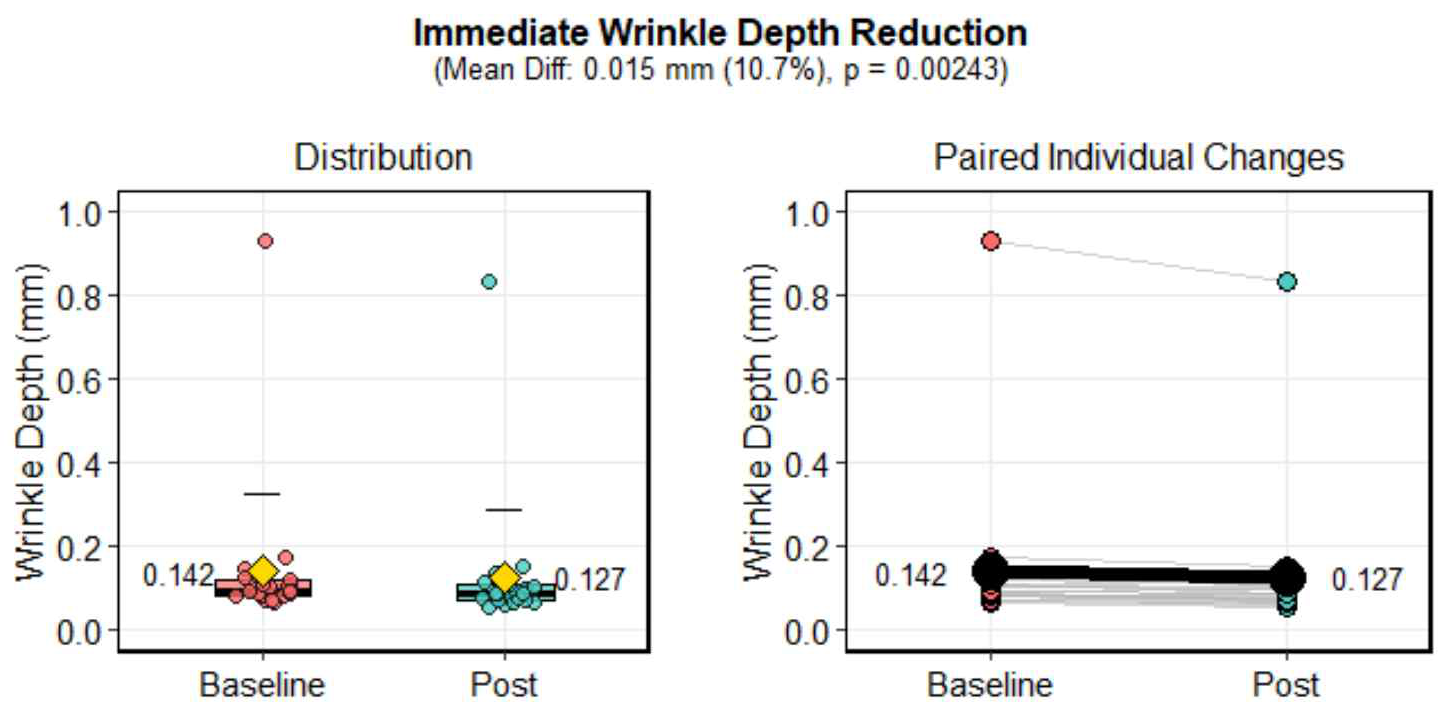 Immediate Wrinkle Depth Reduction
(Mean Diff: 0.015 mm (10.7%), p = 0.00243)
Distribution
Wrinkle Depth (mm)
1.0
0.8
0.6
0.4
0.2
0.0
0.142
0.127
Baseline
Post
Paired Individual Changes
Wrinkle Depth (mm)
1.0
0.8
0.6
0.4
0.2
0.0
0.142
0.127
Baseline
Post